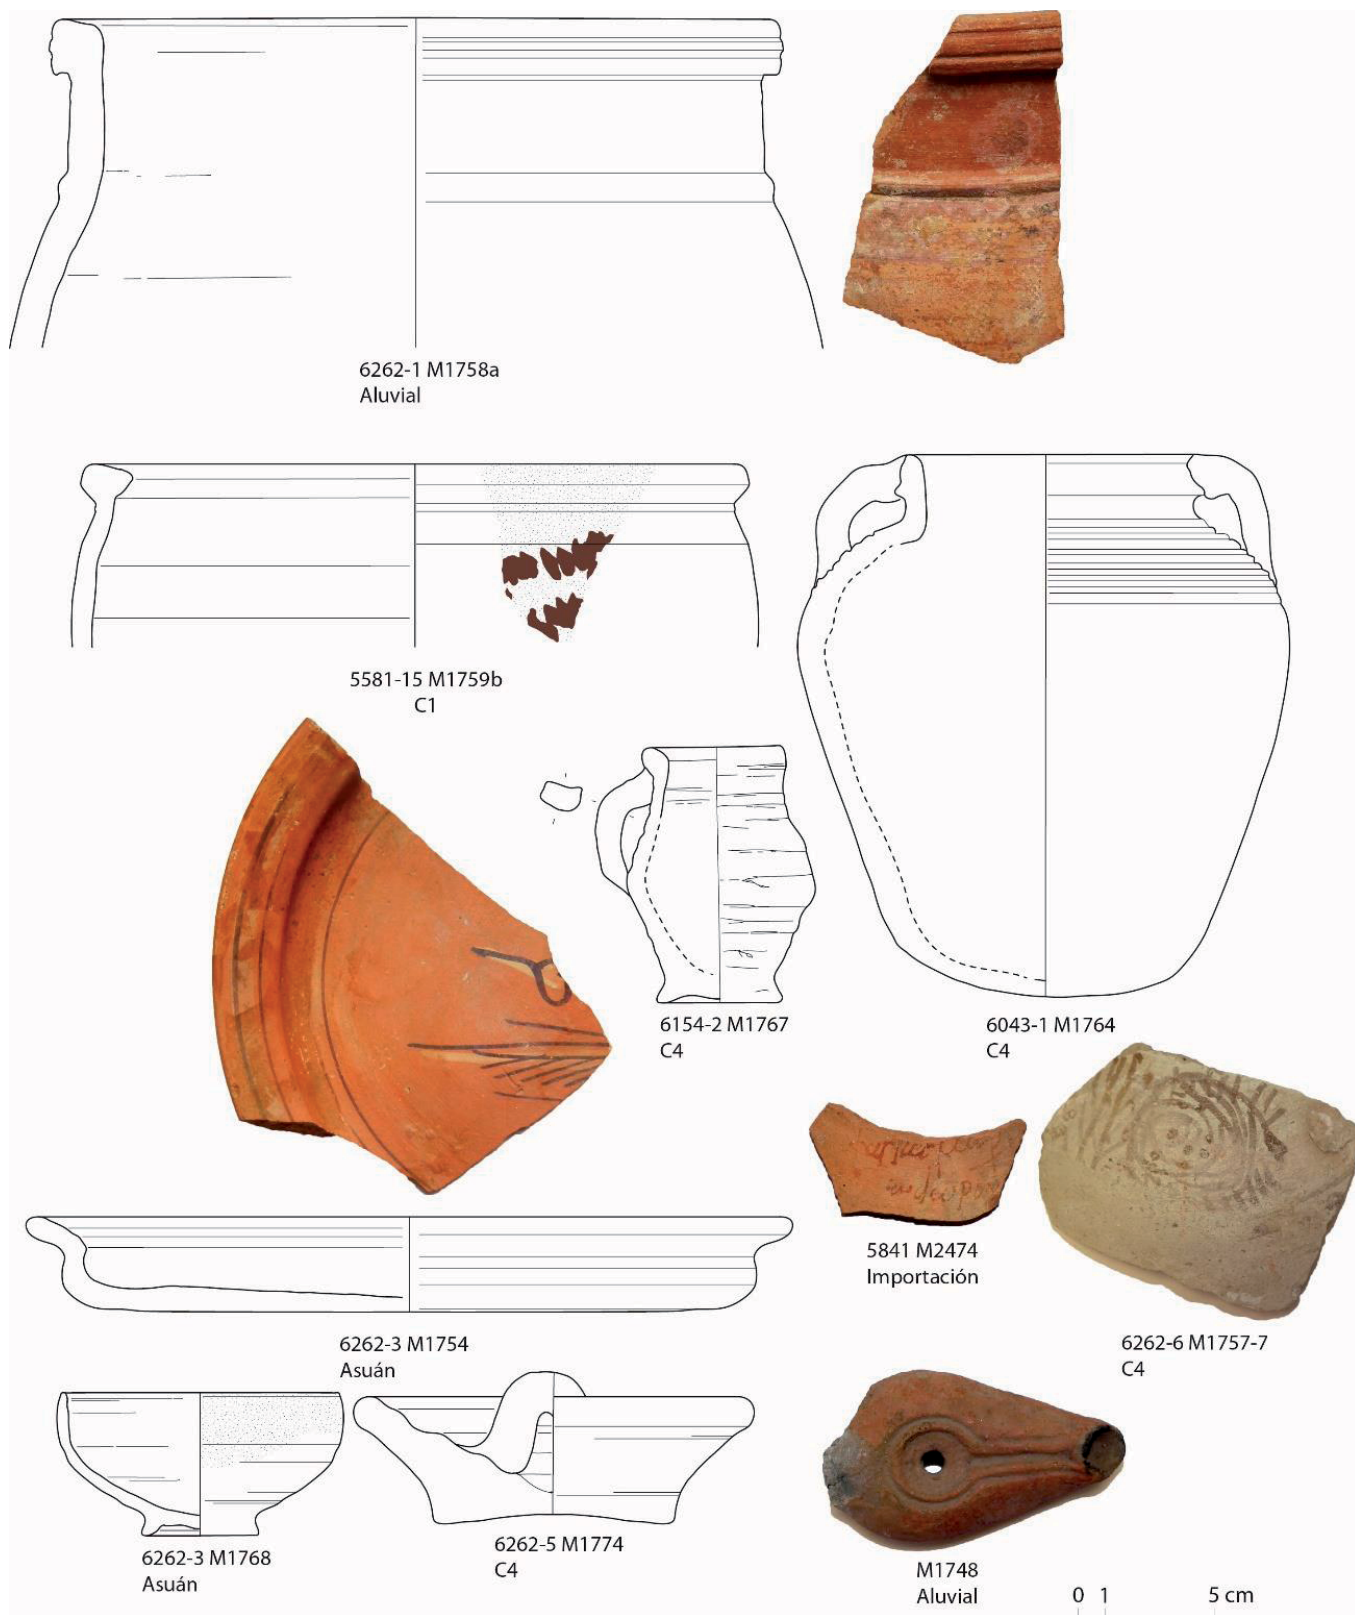 6262-1 M1758a
Aluvial
5581-15 M1759b
C1
6154-2 M1767
C4
6043-1 M1764
C4
5841 M2474
Importación
6262-6 M1757-7
C4
6262-3 M1754
Asuán
6262-3 M1768
Asuán
6262-5 M1774
C4
M1748
Aluvial
0 1 5 cm